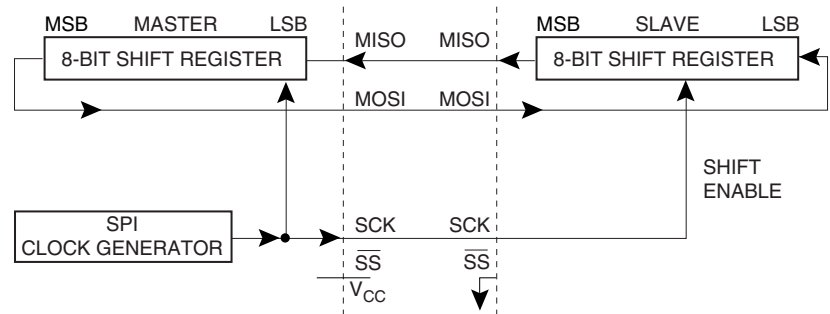 MSB MASTER LSB
MISO MISO
MSB SLAVE LSB
8-BIT SHIFT REGISTER
8-BIT SHIFT REGISTER
MOSI MOSI
SHIFT
ENABLE
SPI
CLOCK GENERATOR
SCK SCK
SS SS
VCC